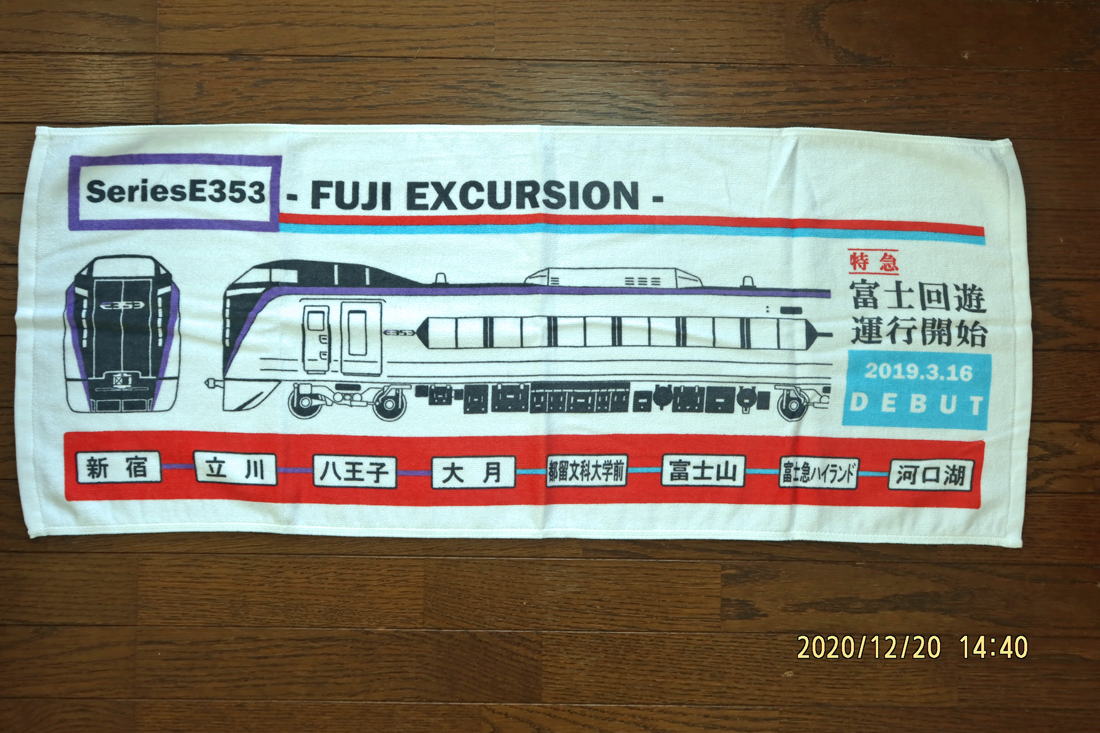 SeriesE353 - FUJI EXCURSION -
特急
富士回遊
運行開始
2019.3.16
DEBUT
E353
E353
新宿
立川
八王子
大月
都留文科大学前
富士山
富士急ハイランド
河口湖
2020/12/20 14:40